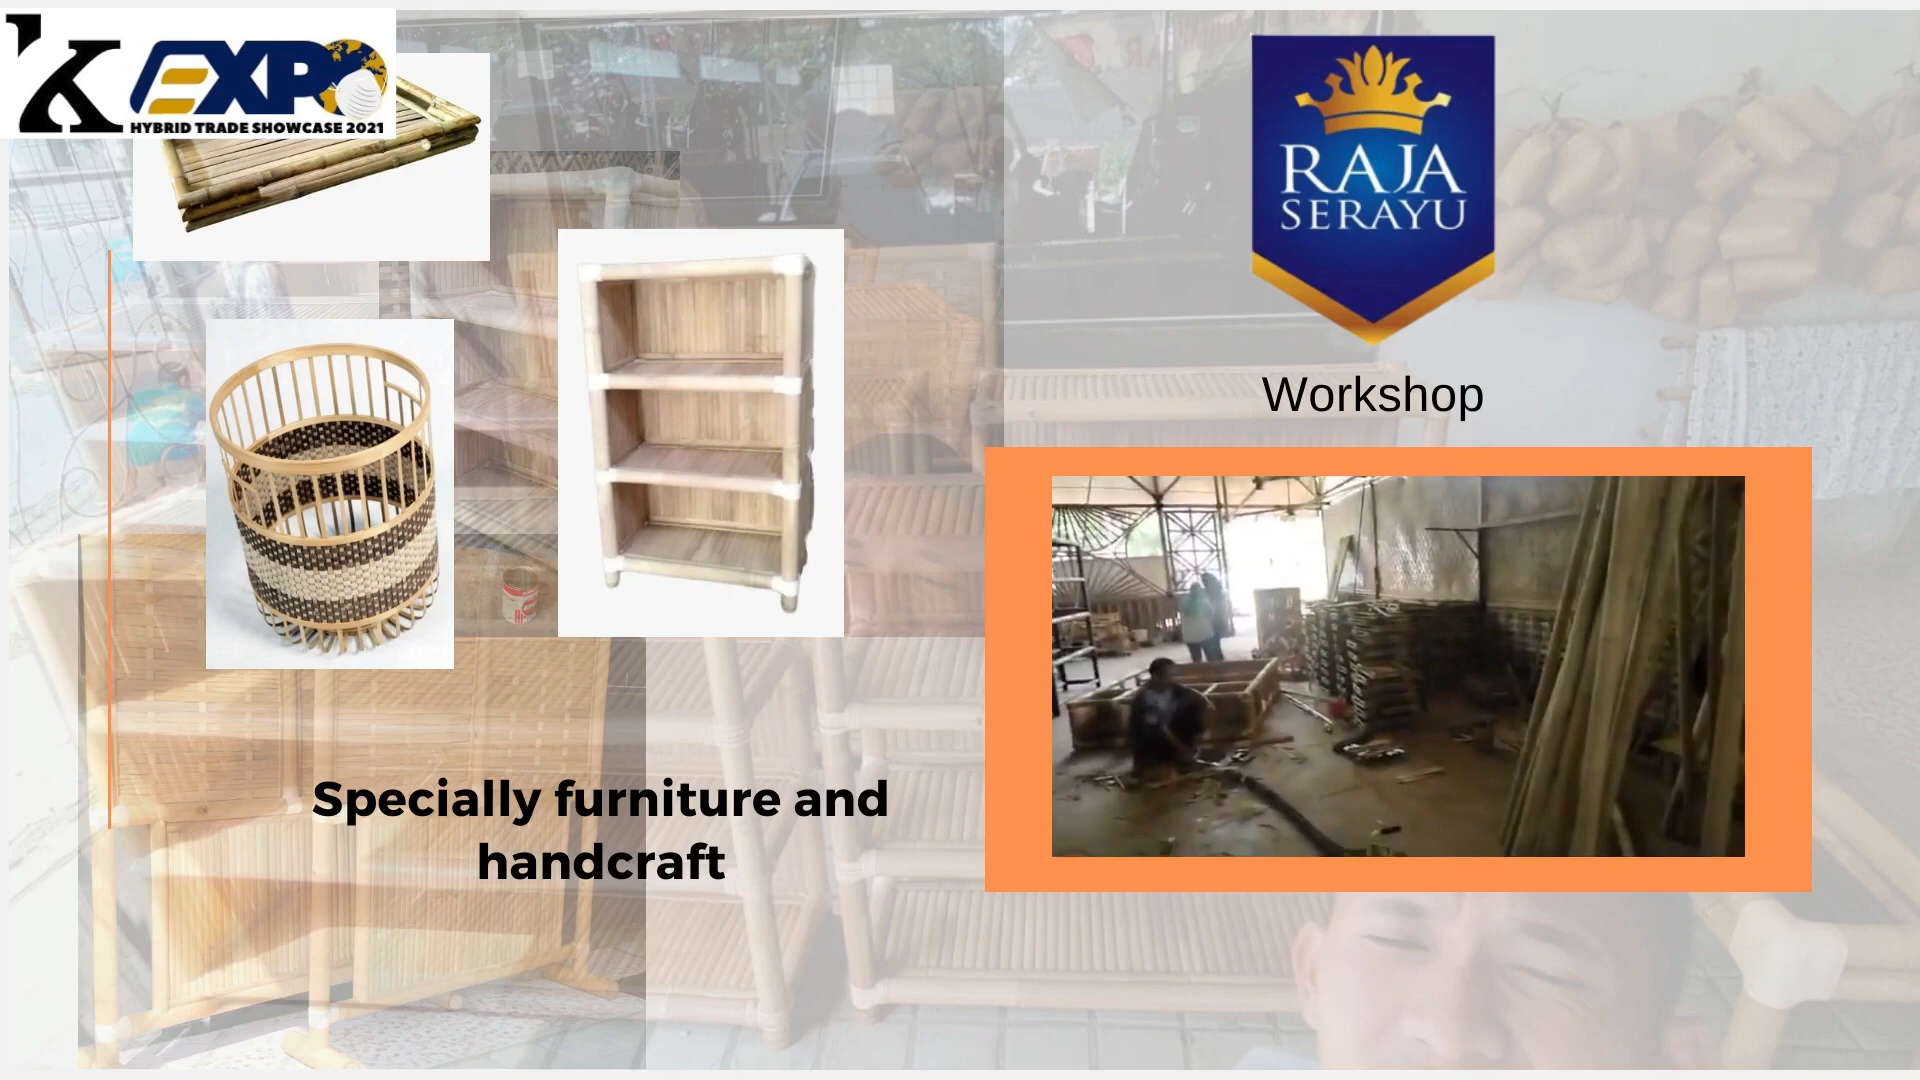 K EXPO
HYBRID TRADE SHOWCASE 2021
RAJA
SERAYU
Workshop
Specially furniture and
handcraft